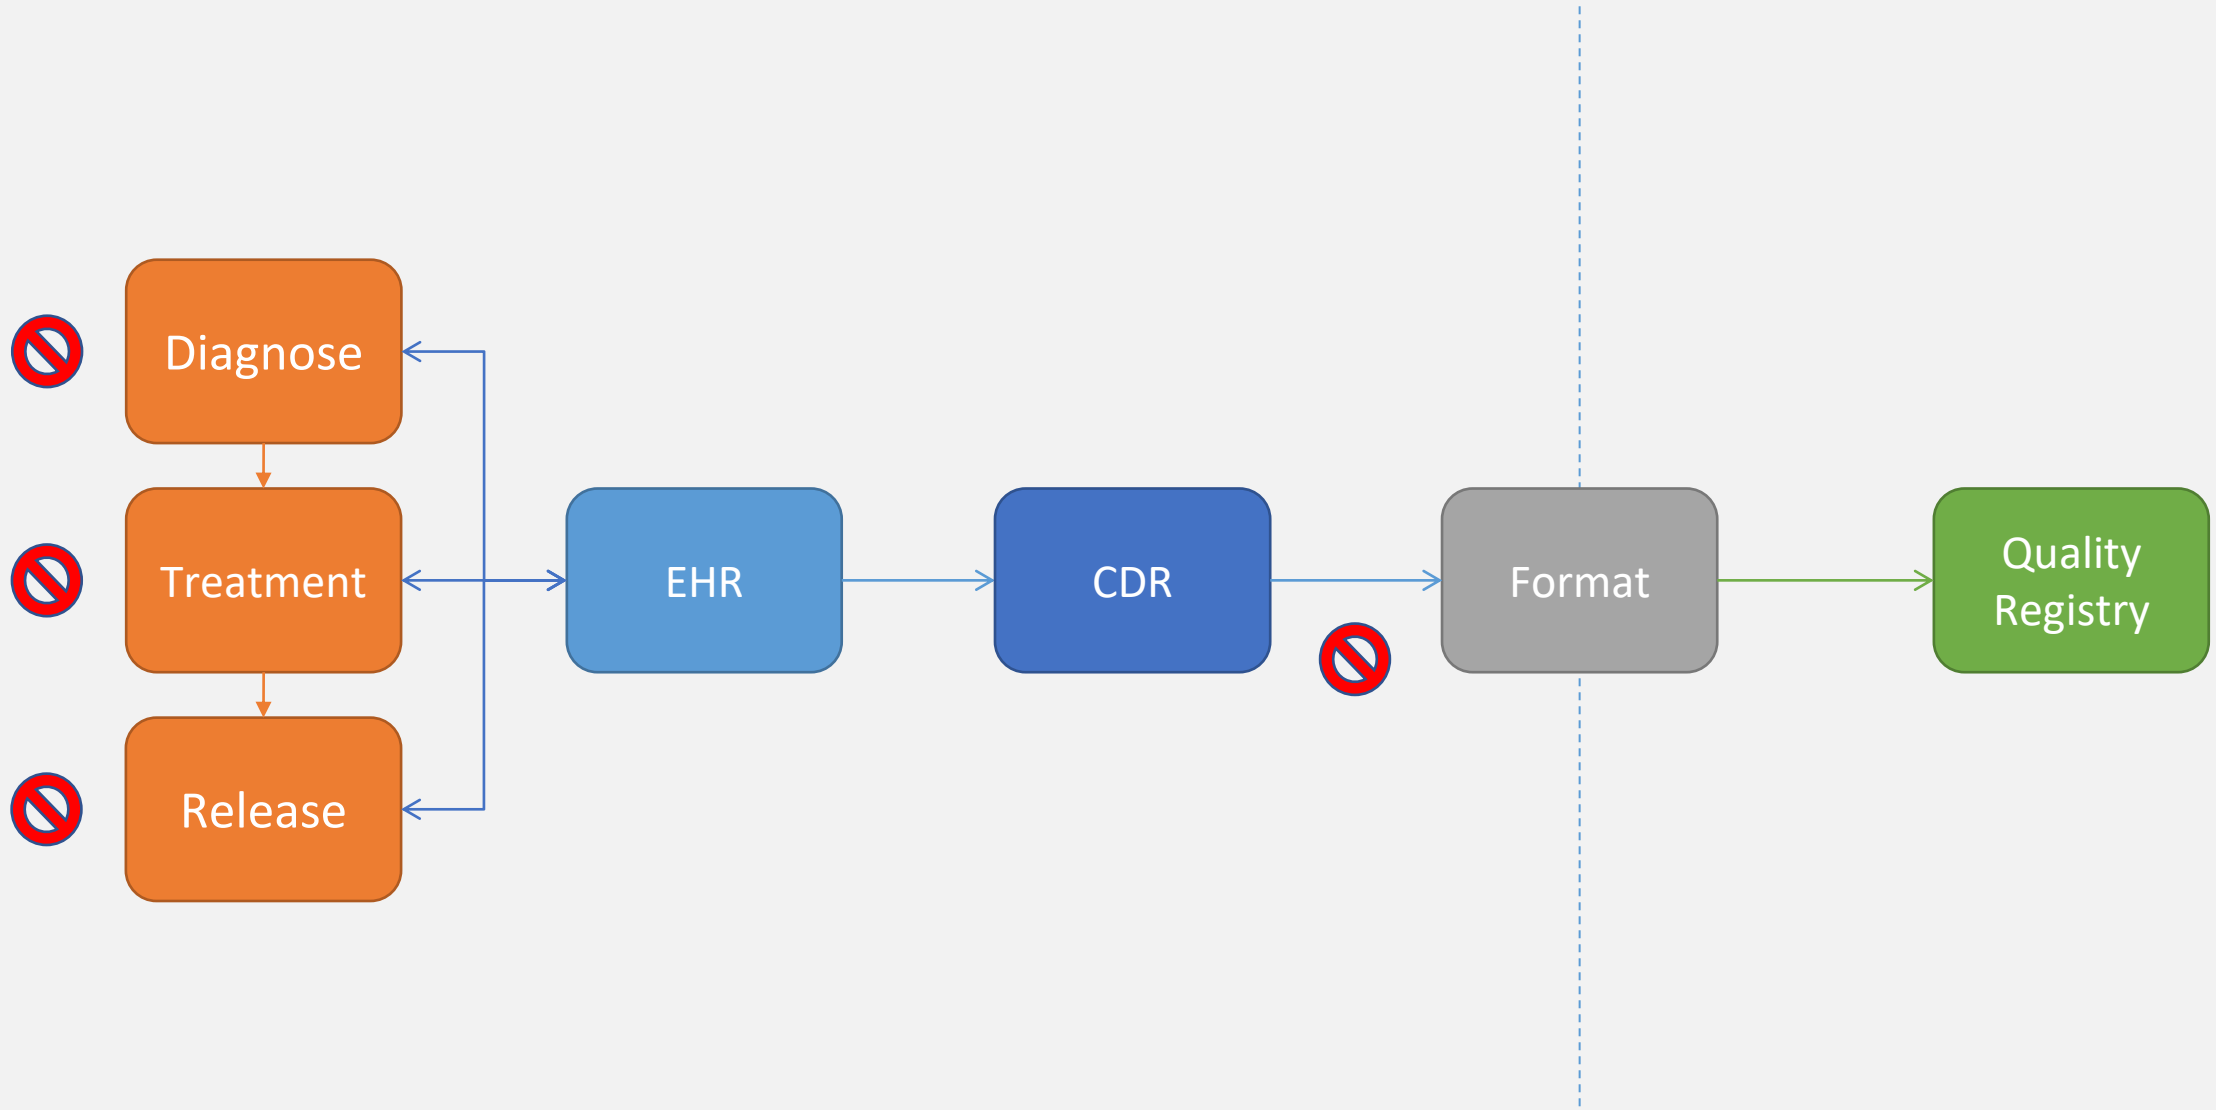 Diagnose
Treatment
Release
EHR
CDR
Format
Quality
Registry